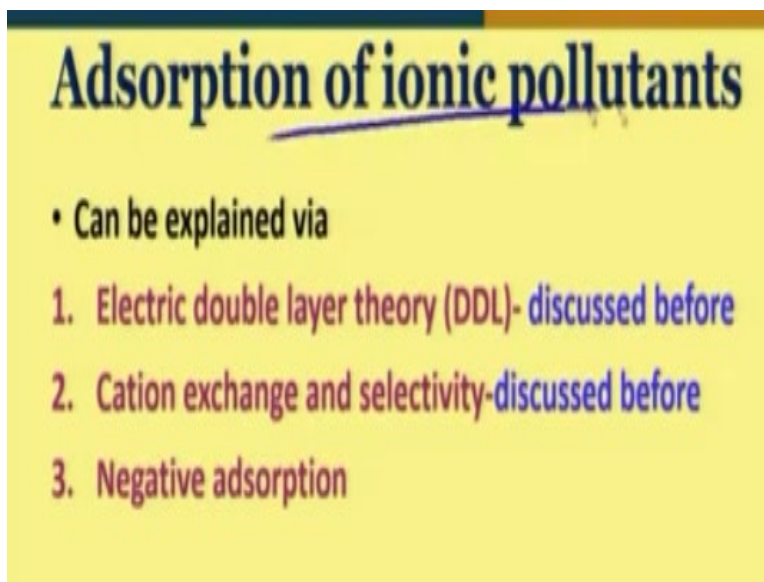 Adsorption of ionic pollutants
• Can be explained via
1. Electric double layer theory (DDL)- discussed before
2. Cation exchange and selectivity-discussed before
3. Negative adsorption